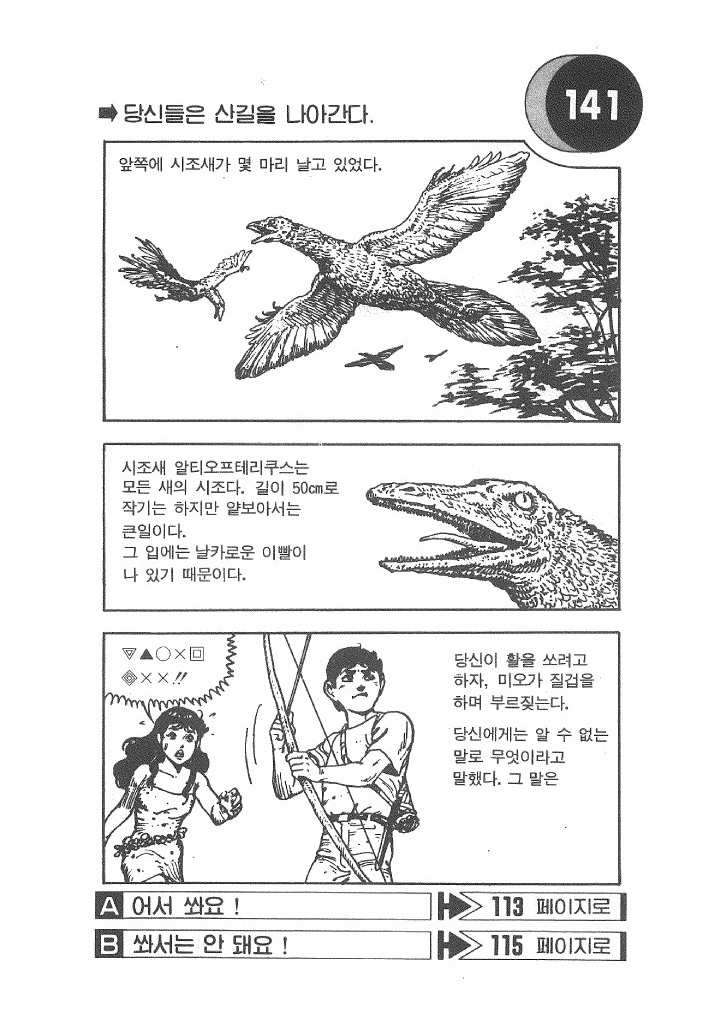 141
➡당신들은 산길을 나아간다.
앞쪽에 시조새가 몇 마리 날고 있었다.
시조새 알티오프테리쿠스는
모든 새의 시조다. 길이 50cm로
작기는 하지만 얕보아서는
큰일이다.
그 입에는 날카로운 이빨이
나 있기 때문이다.
▽▲○×回
◈××!!
당신이 활을 쏘려고
하자, 미오가 질겁을
하며 부르짖는다.
당신에게는 알 수 없는
말로 무엇이라고
말했다. 그 말은
A 어서 쏴요 ! 113 페이지로
B 쏴서는 안 돼요 ! 115 페이지로